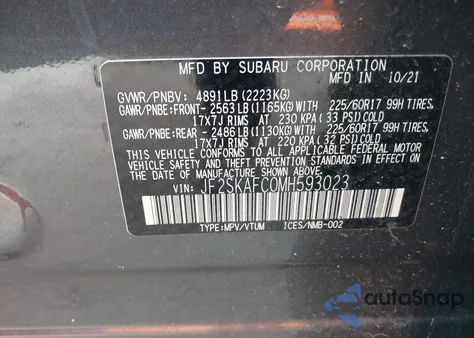 MFD BY SUBARU CORPORATION
10/21
GVWR/PNBV: 4891LB (2223KG)
GAWR/PNBE:FRONT- 2563LB (1165KG)WITH 225/60R17 99H TIRES.
17X7J RIMS AT 230 KPA (33 PSI)COLD
GAWR/PNBE:REAR - 2486LB (1130KG)WITH 225/60R17 99H TIRES.
17X7J RIMS AT 220 KPA (32 PSI)COLD
THIS VEHICLE CONFORMS TO ALL APPLICABLE FEDERAL MOTOR
VEHICLE SAFETY AND THEFT PREVENTION STANDARDS IN EFFECT ON
THE DATE OF MANUFACTURE SHOWN ABOVE.
VIN: JF2SKAFC0MH593023
TYPE:MPV/VTUM ICES/NMB-002
autoSnap